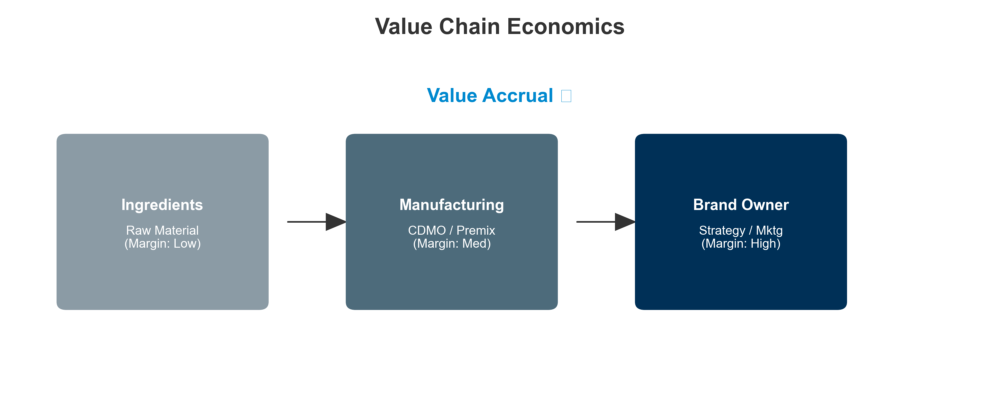 Value Chain Economics
Value Accrual
Ingredients
Raw Material
(Margin: Low)
Manufacturing
CDMO / Premix
(Margin: Med)
Brand Owner
Strategy / Mktg
(Margin: High)